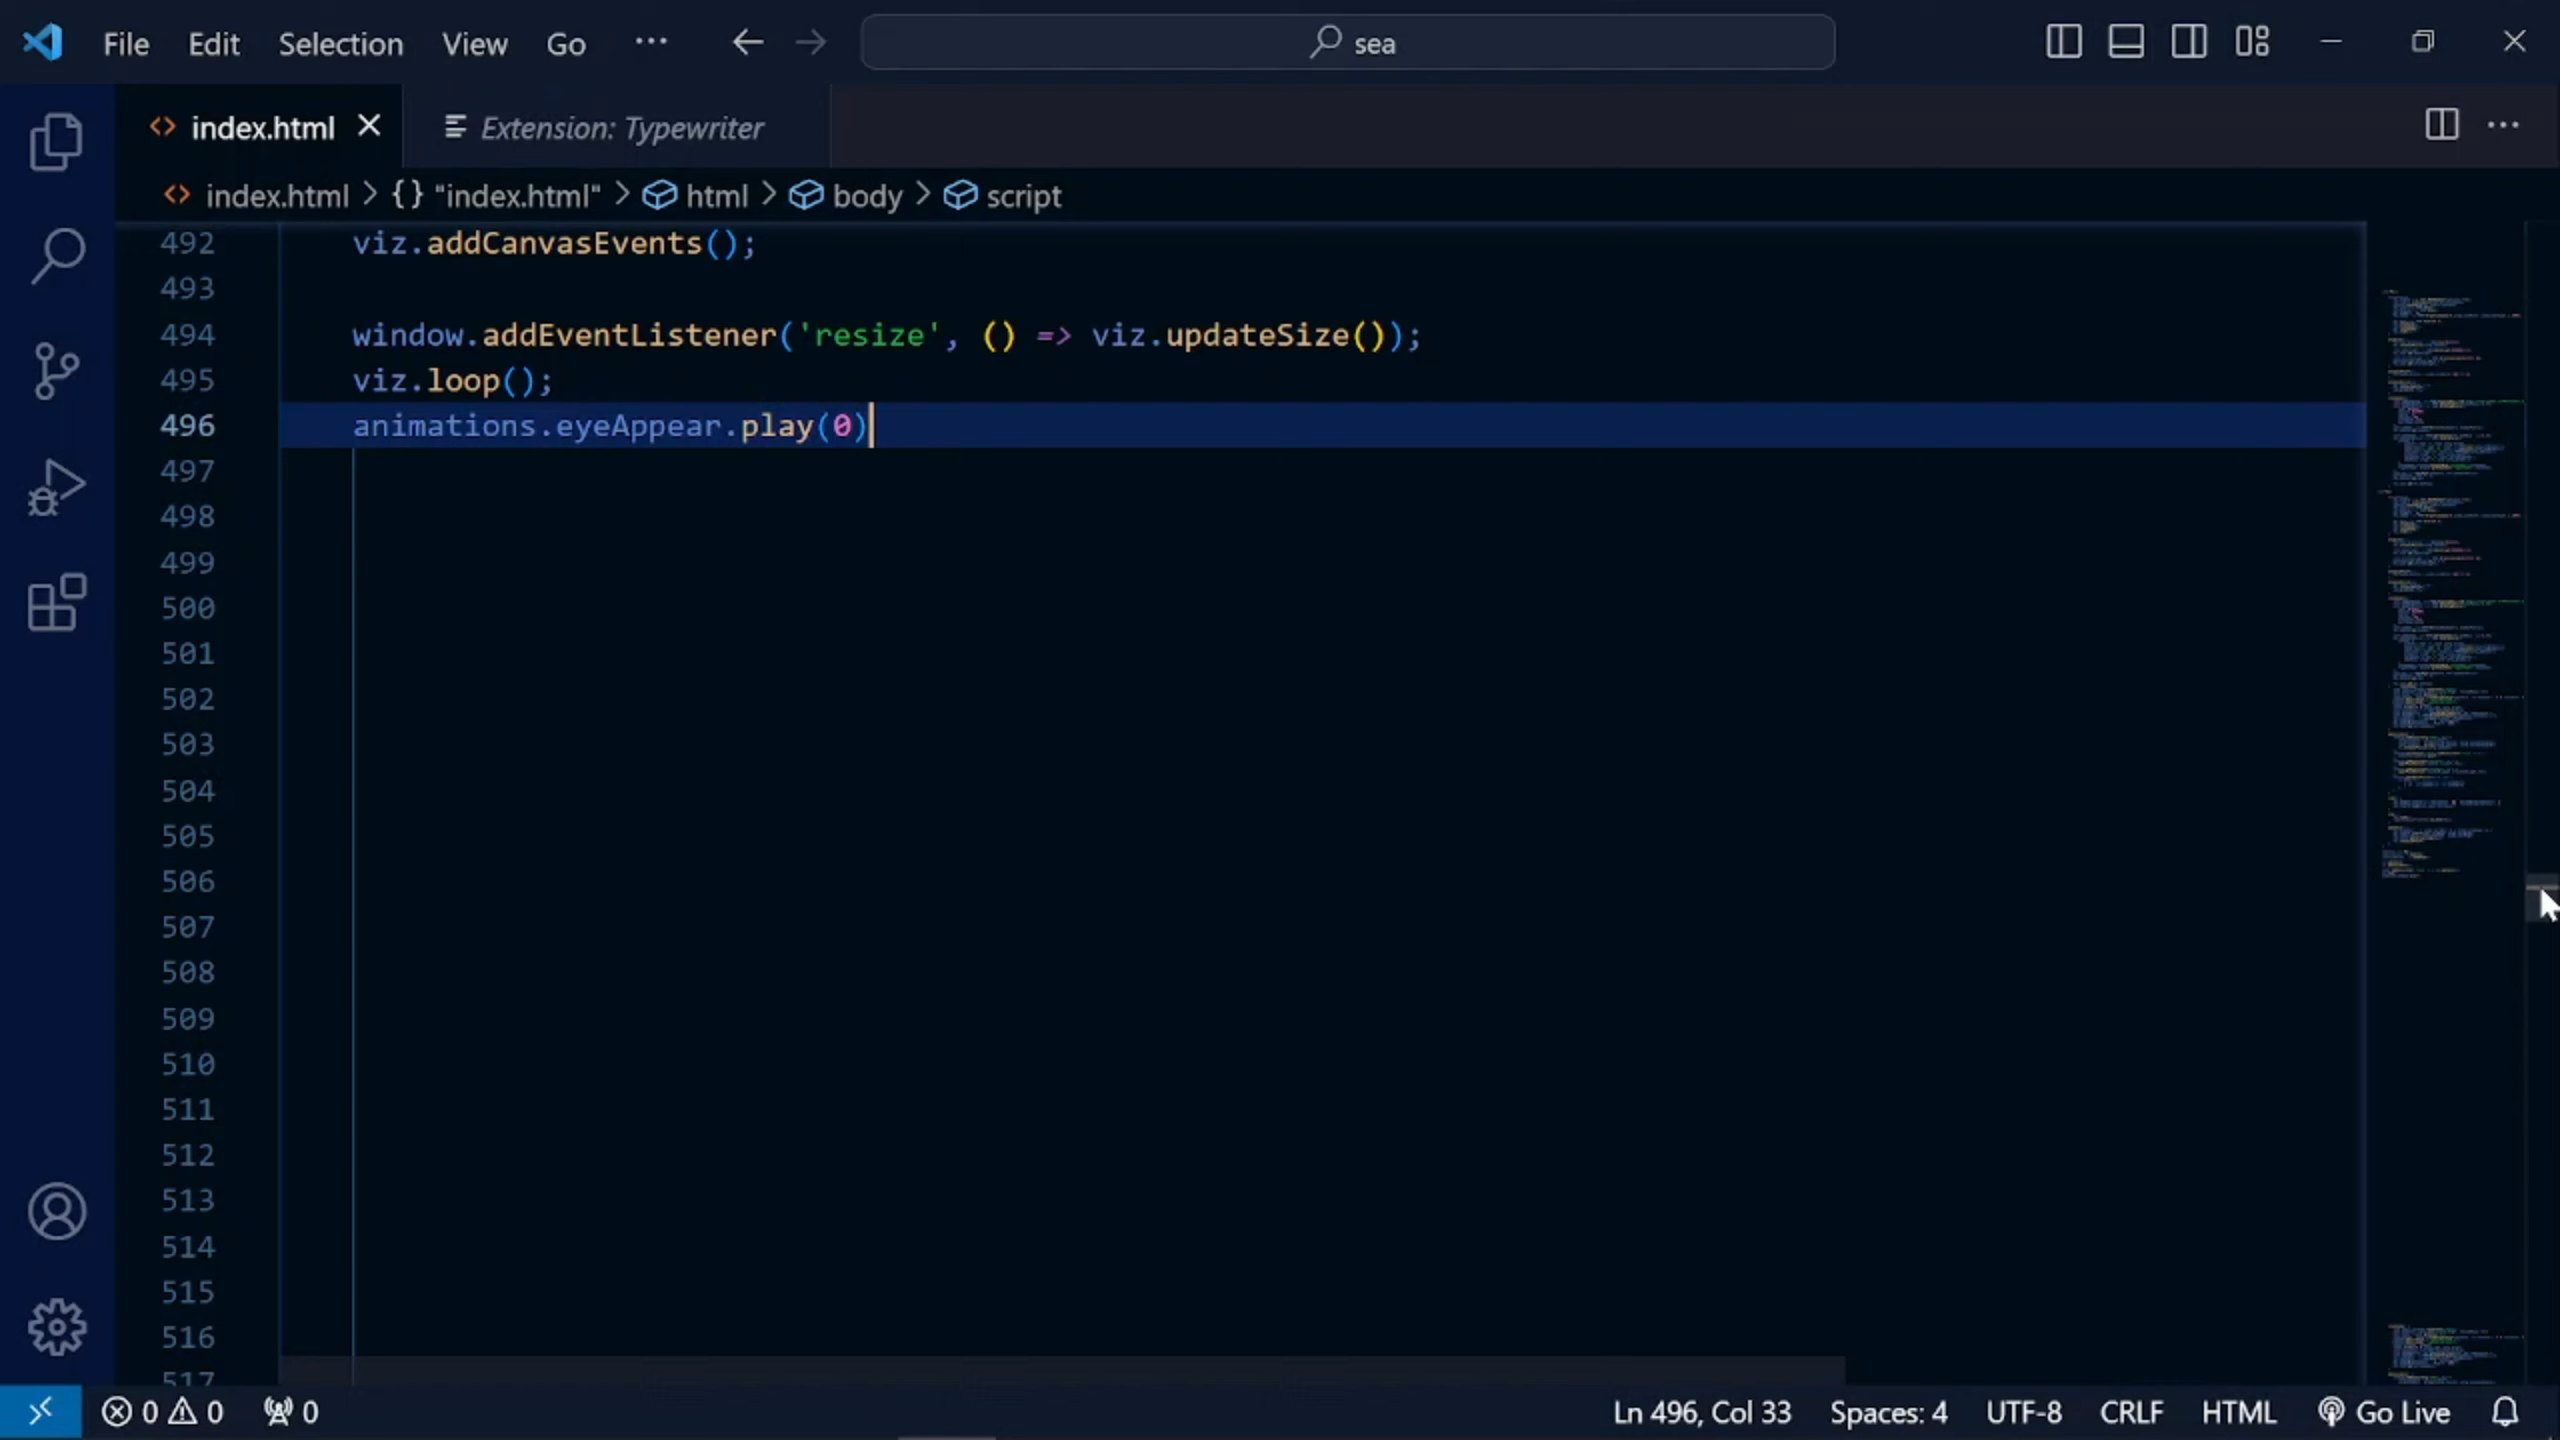 File Edit Selection View Go ... sea
index.html Extension: Typewriter
index.html > {} "index.html" > html > body > script
492 viz.addCanvasEvents();
493
494 window.addEventListener('resize', () => viz.updateSize());
495 viz.loop();
496 animations.eyeAppear.play(0)
497
498
499
500
501
502
503
504
505
506
507
508
509
510
511
512
513
514
515
516
517
0 0 0 Ln 496, Col 33 Spaces: 4 UTF-8 CRLF HTML Go Live